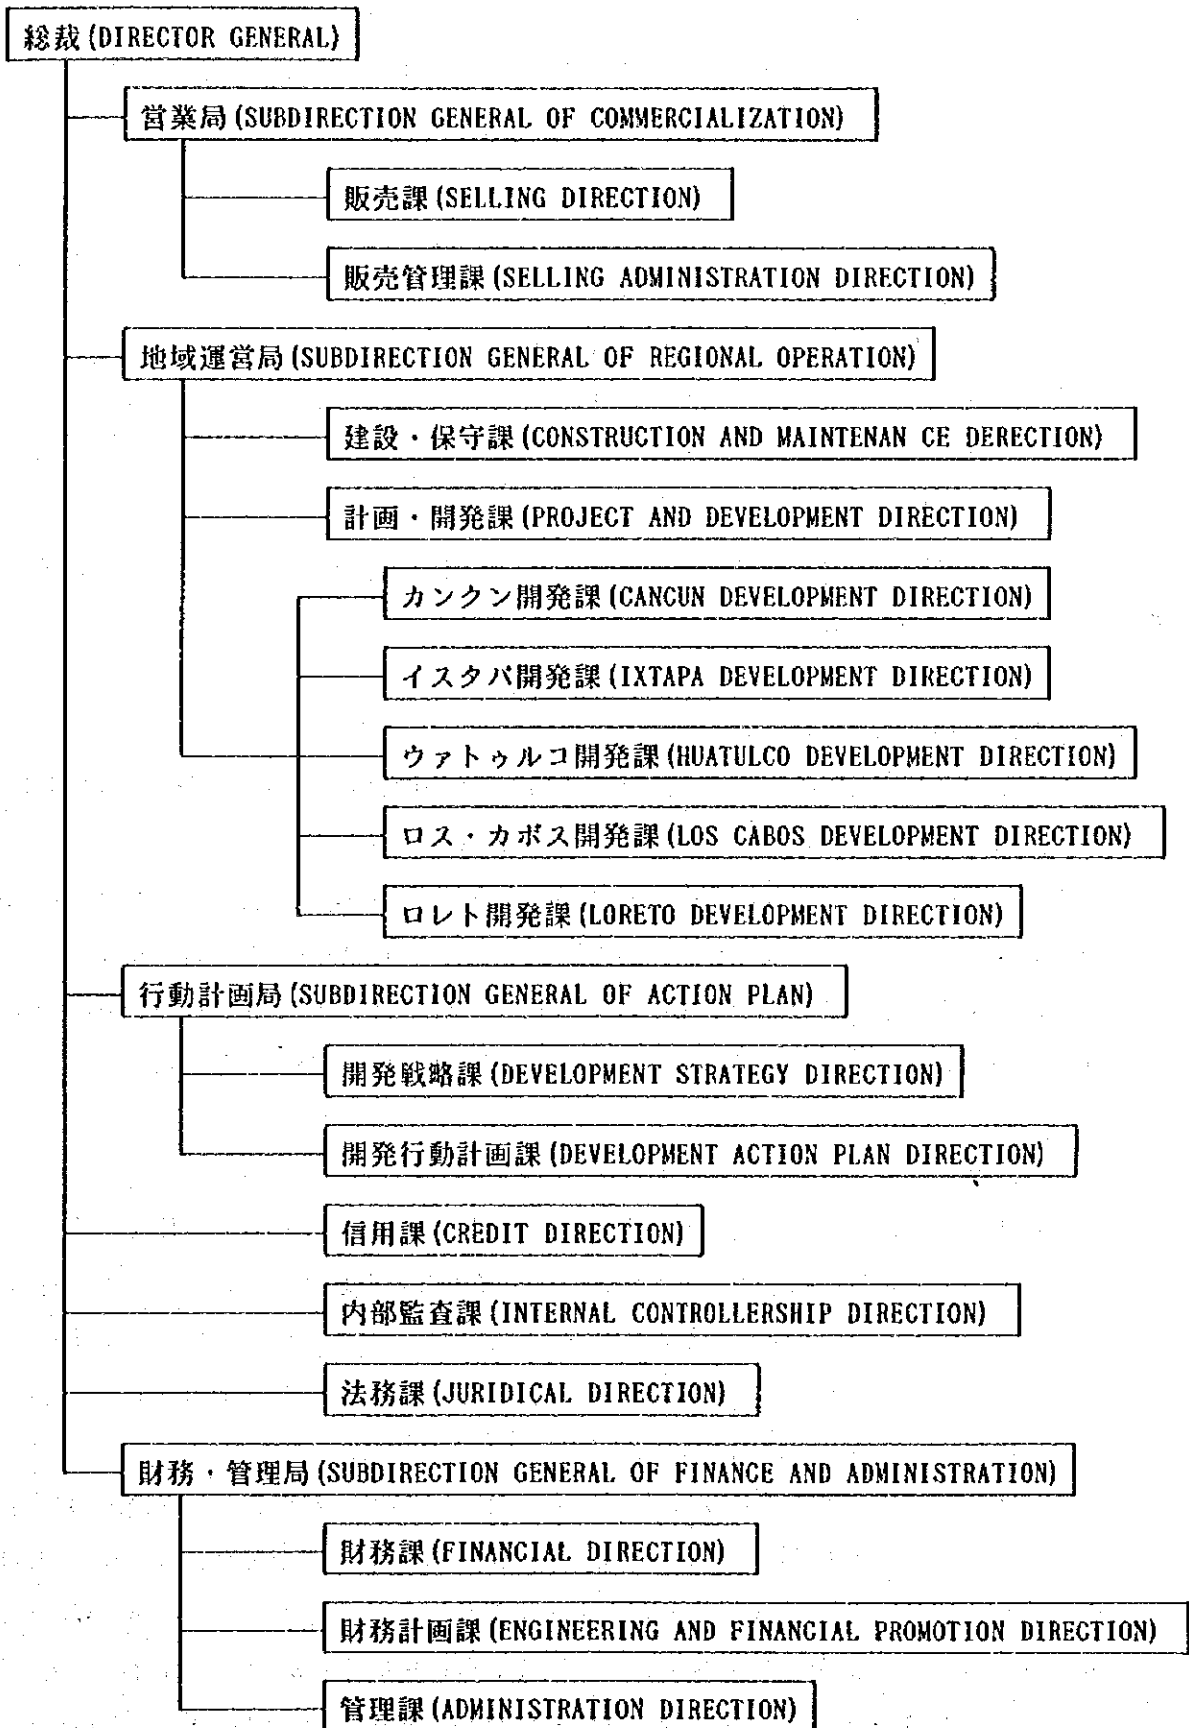 総裁(DIRECTOR GENERAL)
営業局(SUBDIRECTION GENERAL OF COMMERCIALIZATION)
販売課(SELLING DIRECTION)
販売管理課(SELLING ADMINISTRATION DIRECTION)
地域運営局(SUBDIRECTION GENERAL OF REGIONAL OPERATION)
建設・保守課(CONSTRUCTION AND MAINTENAN CE DERECTION)
計画・開発課(PROJECT AND DEVELOPMENT DIRECTION)
カンクン開発課(CANCUN DEVELOPMENT DIRECTION)
イスタパ開発課(IXTAPA DEVELOPMENT DIRECTION)
ウァトゥルコ開発課(HUATULCO DEVELOPMENT DIRECTION)
ロス・カボス開発課(LOS CABOS DEVELOPMENT DIRECTION)
ロレト開発課(LORETO DEVELOPMENT DIRECTION)
行動計画局(SUBDIRECTION GENERAL OF ACTION PLAN)
開発戦略課(DEVELOPMENT STRATEGY DIRECTION)
開発行動計画課(DEVELOPMENT ACTION PLAN DIRECTION)
信用課(CREDIT DIRECTION)
内部監査課(INTERNAL CONTROLLERSHIP DIRECTION)
法務課(JURIDICAL DIRECTION)
財務・管理局(SUBDIRECTION GENERAL OF FINANCE AND ADMINISTRATION)
財務課(FINANCIAL DIRECTION)
財務計画課(ENGINEERING AND FINANCIAL PROMOTION DIRECTION)
管理課(ADMINISTRATION DIRECTION)